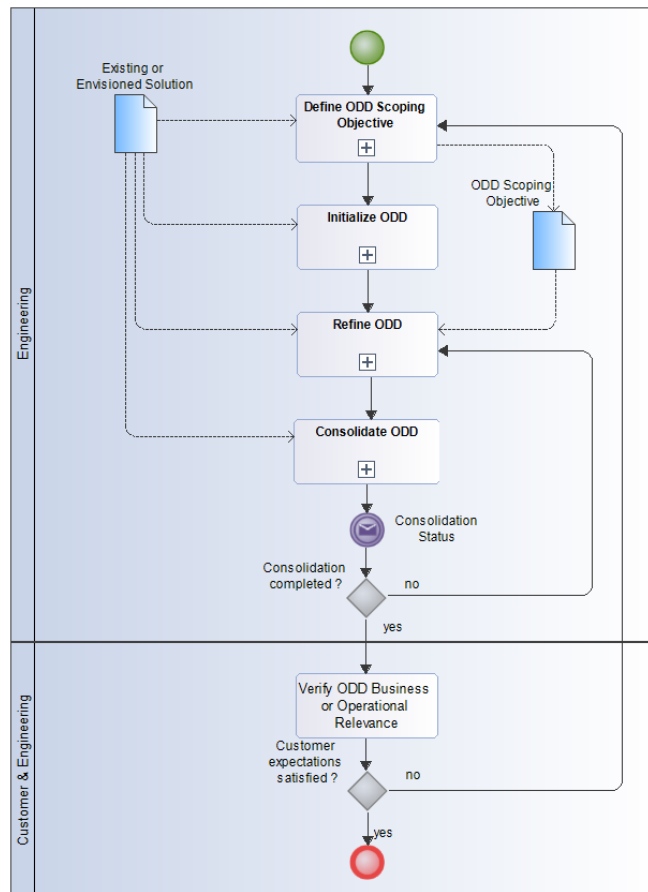 Existing or
Envisioned Solution
Define ODD Scoping
Objective
ODD Scoping
Objective
Initialize ODD
Refine ODD
Engineering
Consolidate ODD
Consolidation
Status
Consolidation
completed ?
no
yes
Verify ODD Business
or Operational
Relevance
Customer & Engineering
Customer
expectations
satisfied ?
no
yes